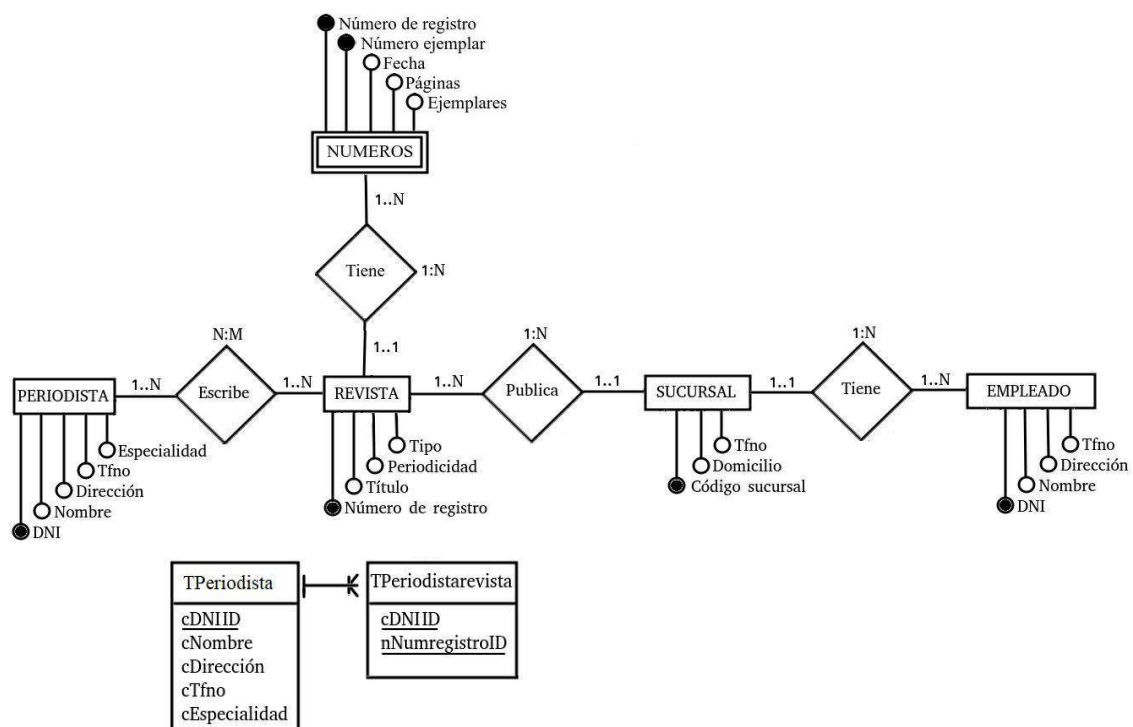 Número de registro
Número ejemplar
Fecha
Páginas
Ejemplares
NUMEROS
1..N
Tiene
1:N
1..1
N:M
1:N
1:N
PERIODISTA
1..N
Escribe
1..N
REVISTA
1..N
Publica
1..1
SUCURSAL
1..1
Tiene
1..N
EMPLEADO
Especialidad
Tfno
Dirección
Nombre
DNI
Tipo
Periodicidad
Título
Número de registro
Tfno
Domicilio
Código sucursal
Tfno
Dirección
Nombre
DNI
TPeriodista
cDNIID
cNombre
cDirección
cTfno
cEspecialidad
TPeriodistarevista
cDNIID
nNumregistroID